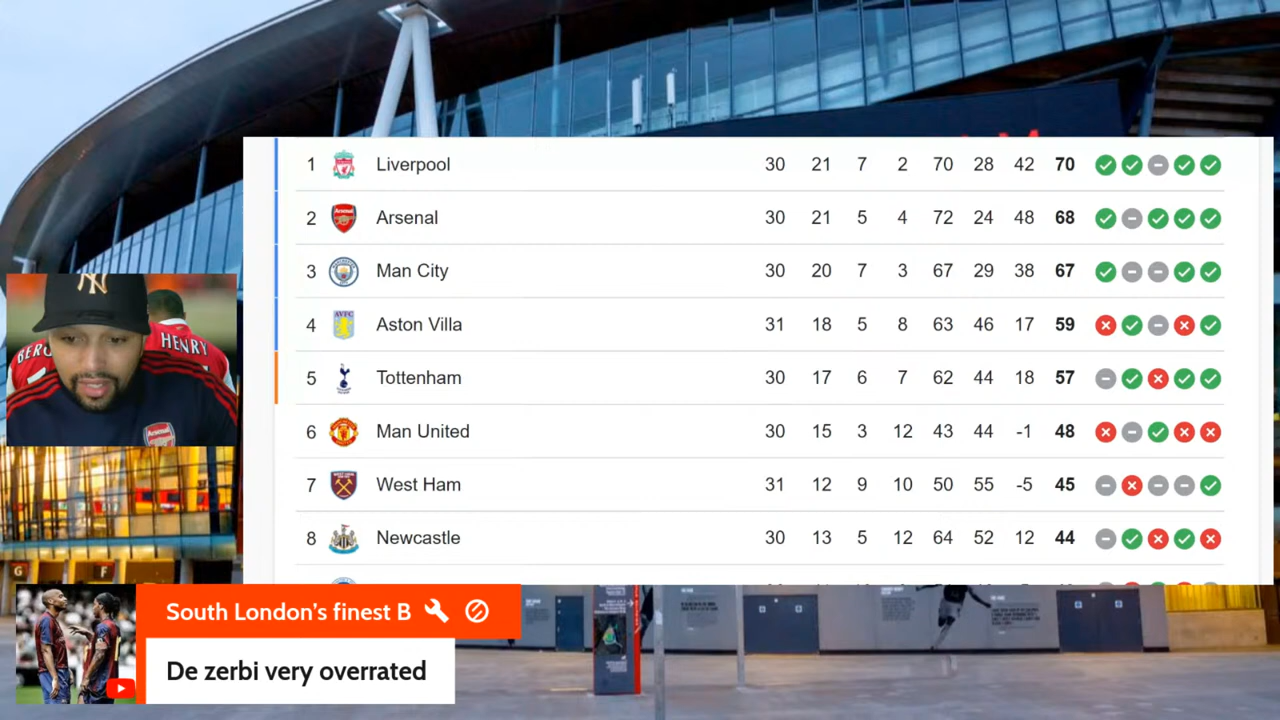 1 Liverpool 30 21 7 2 70 28 42 70
2 Arsenal 30 21 5 4 72 24 48 68
3 Man City 30 20 7 3 67 29 38 67
4 Aston Villa 31 18 5 8 63 46 17 59
5 Tottenham 30 17 6 7 62 44 18 57
6 Man United 30 15 3 12 43 44 -1 48
7 West Ham 31 12 9 10 50 55 -5 45
8 Newcastle 30 13 5 12 64 52 12 44
HENRY
Arsenal
G F
South London's finest B
De zerbi very overrated